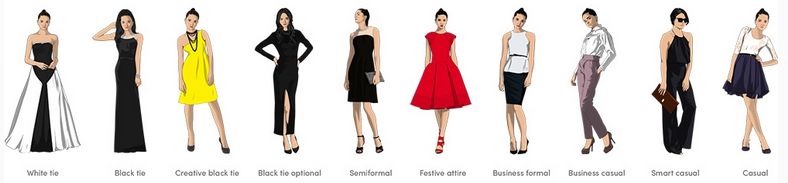 White tie
Black tie
Creative black tie
Black tie optional
Semiformal
Festive attire
Business formal
Business casual
Smart casual
Casual